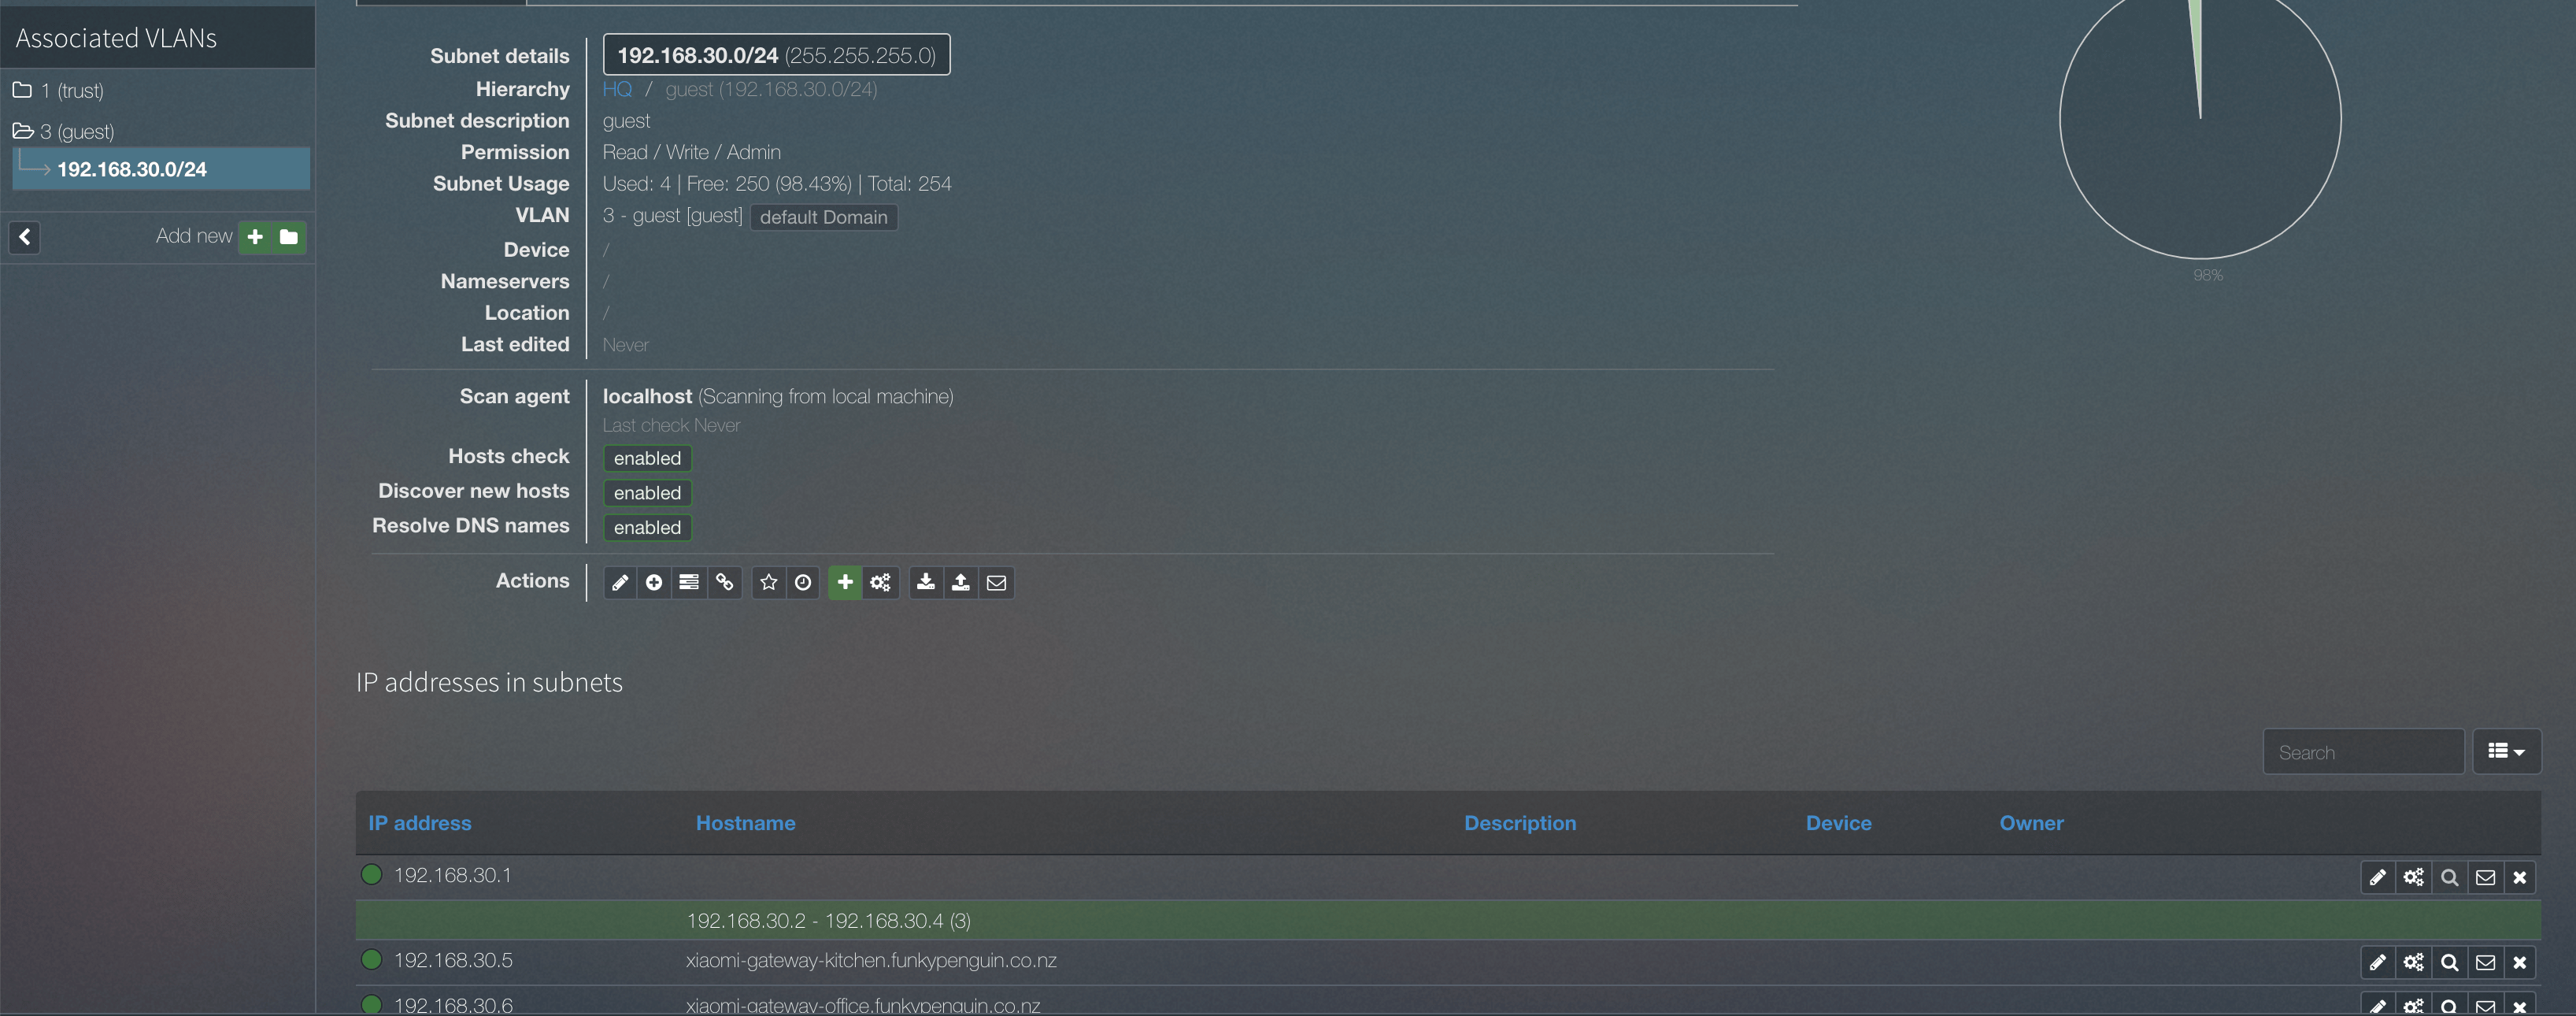 Associated VLANs
1 (trust)
3 (guest)
192.168.30.0/24
Add new
Subnet details 192.168.30.0/24 (255.255.255.0)
Hierarchy HQ / guest (192.168.30.0/24)
Subnet description guest
Permission Read / Write / Admin
Subnet Usage Used: 4 | Free: 250 (98.43%) | Total: 254
VLAN 3 - guest [guest] default Domain
Device /
Nameservers /
Location /
Last edited Never
Scan agent localhost (Scanning from local machine)
Last check Never
Hosts check enabled
Discover new hosts enabled
Resolve DNS names enabled
Actions
98%
IP addresses in subnets
Search
IP address Hostname Description Device Owner
192.168.30.1
192.168.30.2 - 192.168.30.4 (3)
192.168.30.5 xiaomi-gateway-kitchen.funkypenguin.co.nz
192.168.30.6 xiaomi-gateway-office.funkypenguin.co.nz